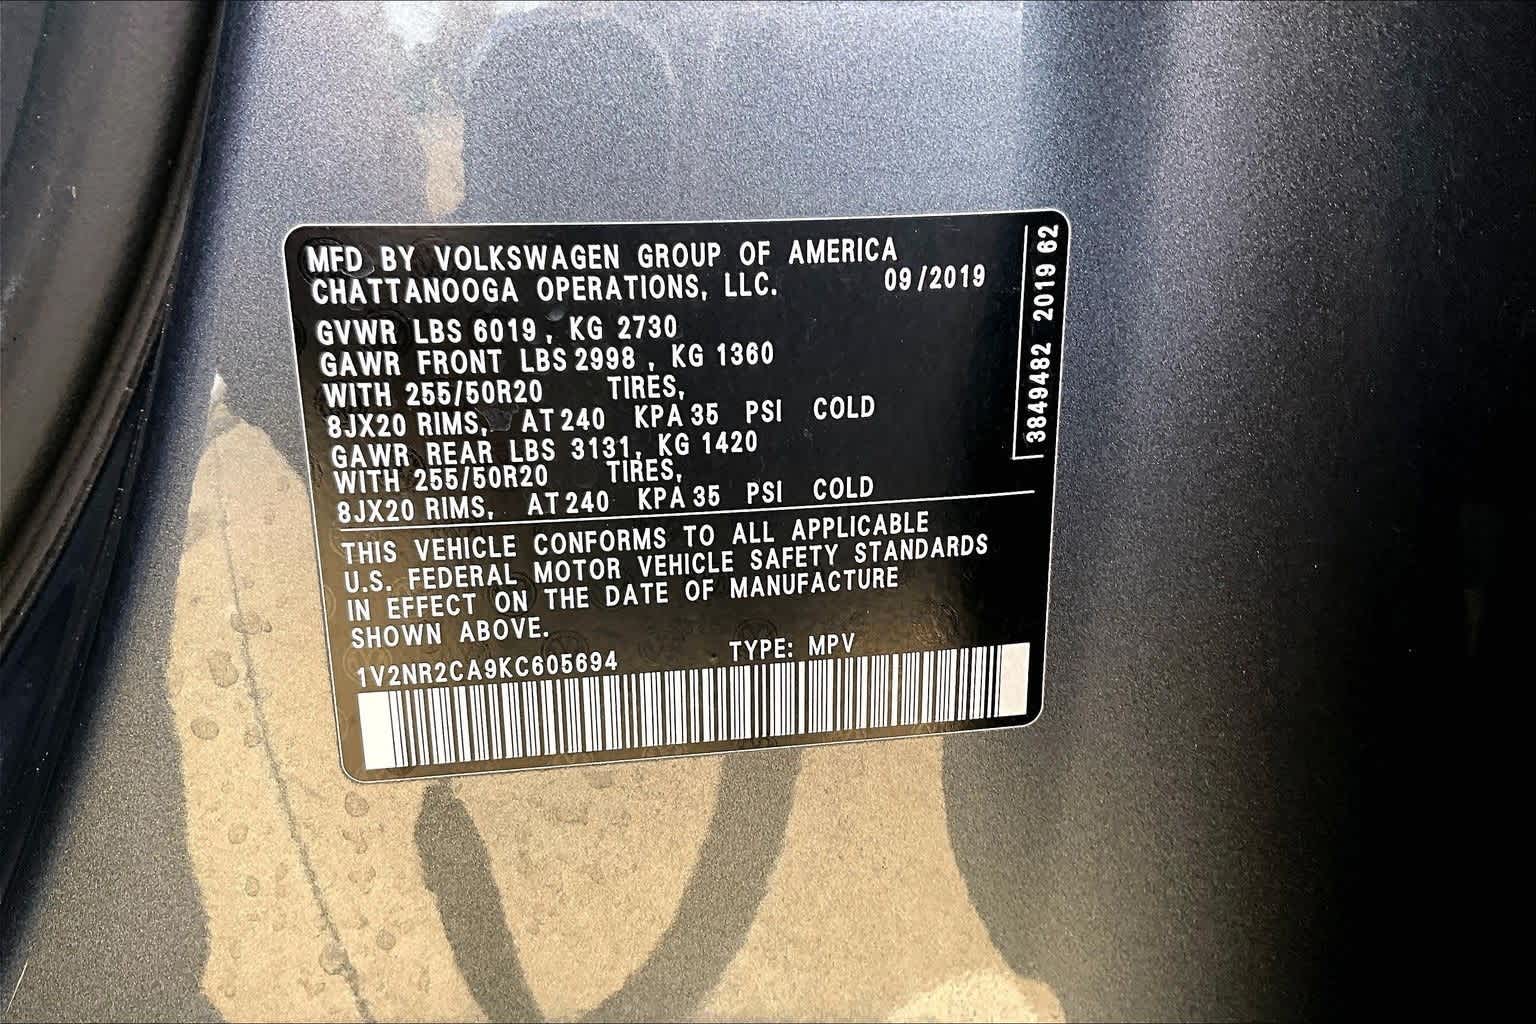 MFD BY VOLKSWAGEN GROUP OF AMERICA
CHATTANOOGA OPERATIONS, LLC. 09/2019
GVWR LBS 6019, KG 2730
GAWR FRONT LBS 2998, KG 1360
WITH 255/50R20 TIRES,
8JX20 RIMS, AT 240 KPA 35 PSI COLD
GAWR REAR LBS 3131, KG 1420
WITH 255/50R20 TIRES,
8JX20 RIMS, AT 240 KPA 35 PSI COLD
THIS VEHICLE CONFORMS TO ALL APPLICABLE
U.S. FEDERAL MOTOR VEHICLE SAFETY STANDARDS
IN EFFECT ON THE DATE OF MANUFACTURE
SHOWN ABOVE.
1V2NR2CA9KC605694 TYPE: MPV
3849482 2019 62